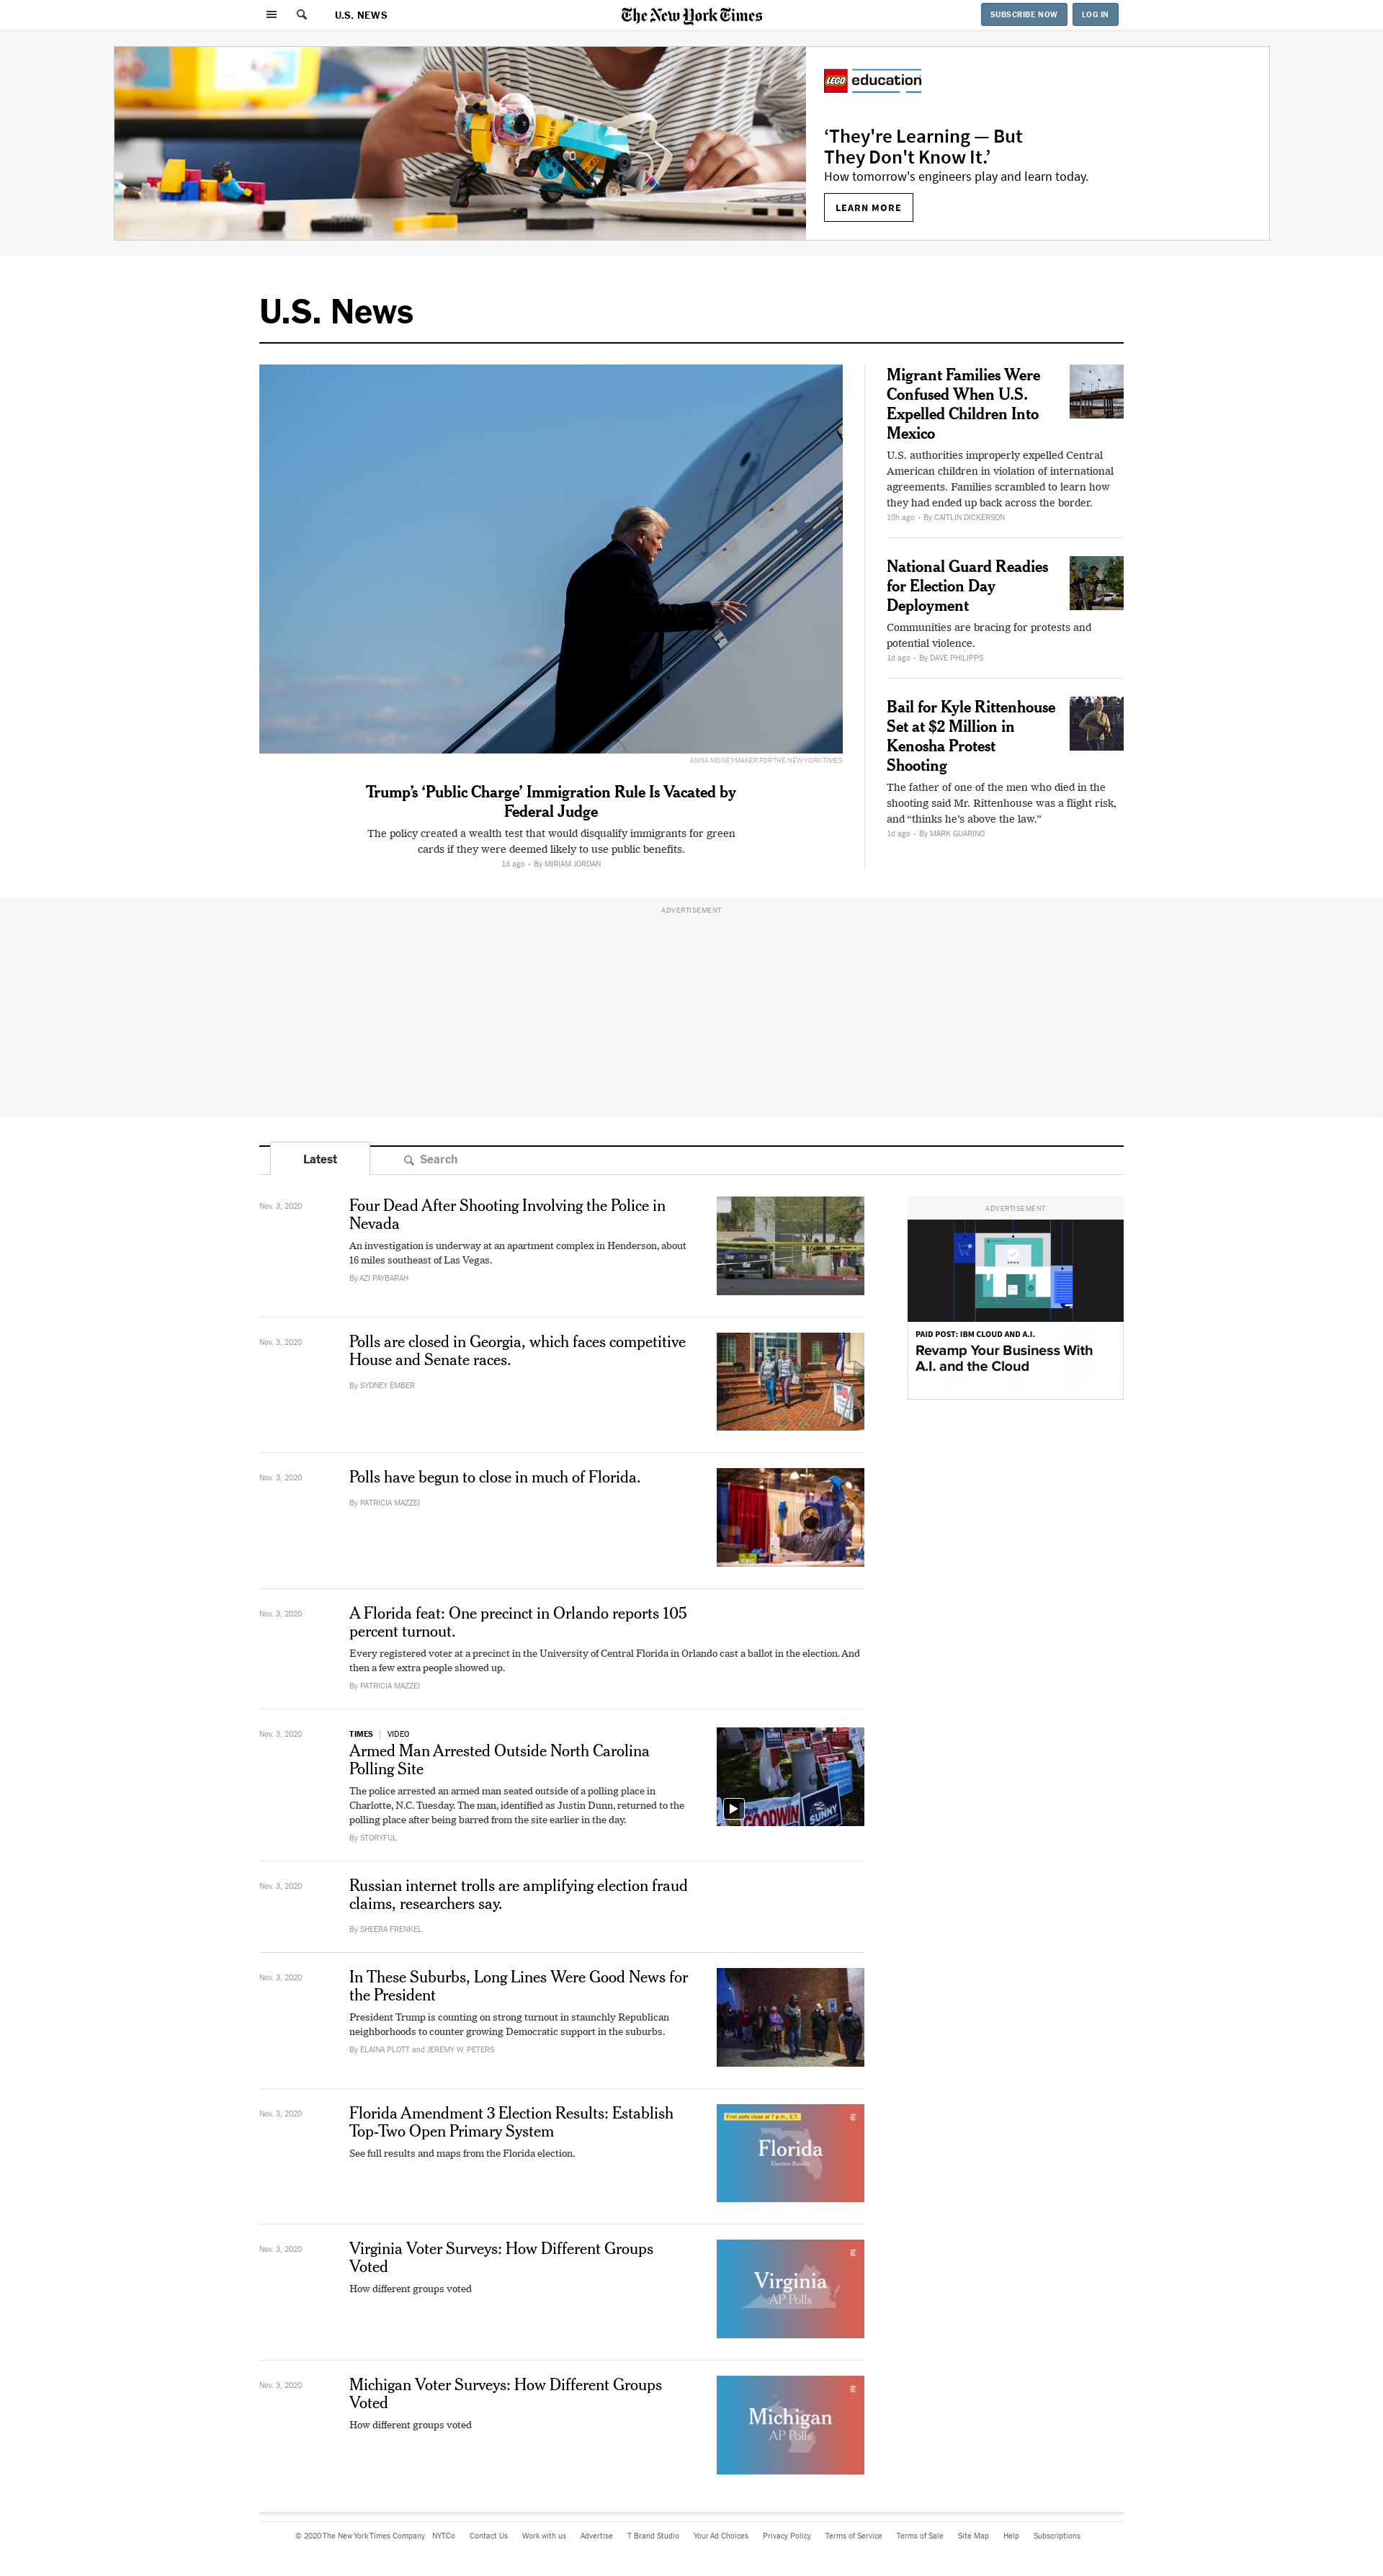 U.S. NEWS
The New York Times
SUBSCRIBE NOW
LOG IN
LEGO education
‘They're Learning — But
They Don't Know It.’
How tomorrow's engineers play and learn today.
LEARN MORE
U.S. News
ANNA MONEYMAKER FOR THE NEW YORK TIMES
Trump’s ‘Public Charge’ Immigration Rule Is Vacated by
Federal Judge
The policy created a wealth test that would disqualify immigrants for green
cards if they were deemed likely to use public benefits.
1d ago • By MIRIAM JORDAN
Migrant Families Were
Confused When U.S.
Expelled Children Into
Mexico
U.S. authorities improperly expelled Central
American children in violation of international
agreements. Families scrambled to learn how
they had ended up back across the border.
10h ago • By CAITLIN DICKERSON
National Guard Readies
for Election Day
Deployment
Communities are bracing for protests and
potential violence.
1d ago • By DAVE PHILIPPS
Bail for Kyle Rittenhouse
Set at $2 Million in
Kenosha Protest
Shooting
The father of one of the men who died in the
shooting said Mr. Rittenhouse was a flight risk,
and “thinks he’s above the law.”
1d ago • By MARK GUARINO
ADVERTISEMENT
Latest
Search
Nov. 3, 2020
Four Dead After Shooting Involving the Police in
Nevada
An investigation is underway at an apartment complex in Henderson, about
16 miles southeast of Las Vegas.
By AZI PAYBARAH
ADVERTISEMENT
PAID POST: IBM CLOUD AND A.I.
Revamp Your Business With
A.I. and the Cloud
Nov. 3, 2020
Polls are closed in Georgia, which faces competitive
House and Senate races.
By SYDNEY EMBER
Nov. 3, 2020
Polls have begun to close in much of Florida.
By PATRICIA MAZZEI
Nov. 3, 2020
A Florida feat: One precinct in Orlando reports 105
percent turnout.
Every registered voter at a precinct in the University of Central Florida in Orlando cast a ballot in the election. And
then a few extra people showed up.
By PATRICIA MAZZEI
Nov. 3, 2020
TIMES | VIDEO
Armed Man Arrested Outside North Carolina
Polling Site
The police arrested an armed man seated outside of a polling place in
Charlotte, N.C. Tuesday. The man, identified as Justin Dunn, returned to the
polling place after being barred from the site earlier in the day.
By STORYFUL
SUNNY
GOODWIN
SUNNY
Nov. 3, 2020
Russian internet trolls are amplifying election fraud
claims, researchers say.
By SHEERA FRENKEL
Nov. 3, 2020
In These Suburbs, Long Lines Were Good News for
the President
President Trump is counting on strong turnout in staunchly Republican
neighborhoods to counter growing Democratic support in the suburbs.
By ELAINA PLOTT and JEREMY W. PETERS
Nov. 3, 2020
Florida Amendment 3 Election Results: Establish
Top-Two Open Primary System
See full results and maps from the Florida election.
First polls close at 7 p.m., E.T.
Florida
Election Results
Nov. 3, 2020
Virginia Voter Surveys: How Different Groups
Voted
How different groups voted
Virginia
AP Polls
Nov. 3, 2020
Michigan Voter Surveys: How Different Groups
Voted
How different groups voted
Michigan
AP Polls
© 2020 The New York Times Company NYTCo Contact Us Work with us Advertise T Brand Studio Your Ad Choices Privacy Policy Terms of Service Terms of Sale Site Map Help Subscriptions